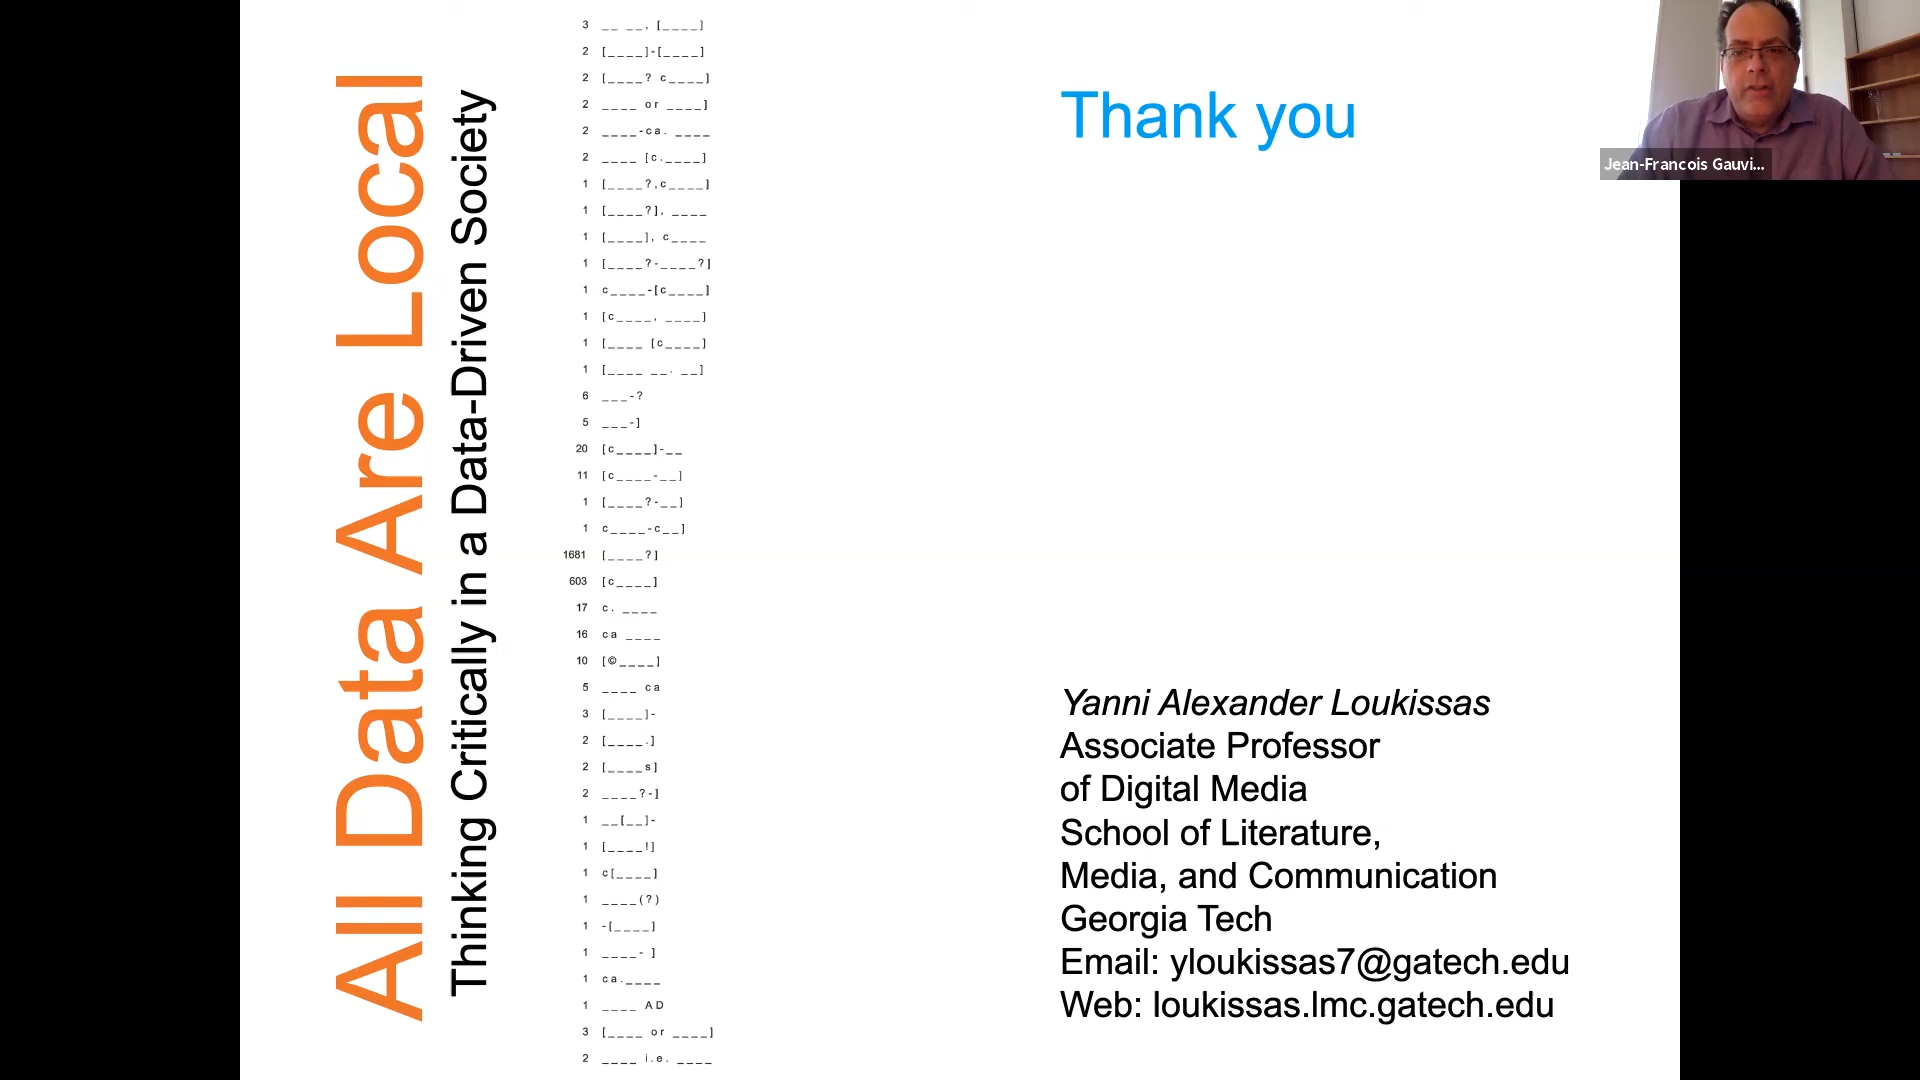 All Data Are Local
Thinking Critically in a Data-Driven Society
3 __ __, [____]
2 [____]-[____]
2 [____? c____]
2 ____ or ____]
2 ____-ca. ____
2 ____ [c.____]
1 [____?,c____]
1 [____?], ____
1 [____], c____
1 [____?-____?]
1 c____-[c____]
1 [c____, ____]
1 [____ [c____]
1 [____ __. __]
6 ___-?
5 ___-]
20 [c____]-__
11 [c____-__]
1 [____?-__]
1 c____-c__]
1681 [____?]
603 [c____]
17 c. ____
16 ca ____
10 [©____]
5 ____ ca
3 [____]-
2 [____.]
2 [____s]
2 ____?-]
1 __[__]-
1 [____!]
1 c[____]
1 ____(?)
1 -[____]
1 ____- ]
1 ca.____
1 ____ AD
3 [____ or ____]
2 ____ i.e. ____
Thank you
Jean-Francois Gauvi...
Yanni Alexander Loukissas
Associate Professor
of Digital Media
School of Literature,
Media, and Communication
Georgia Tech
Email: yloukissas7@gatech.edu
Web: loukissas.lmc.gatech.edu